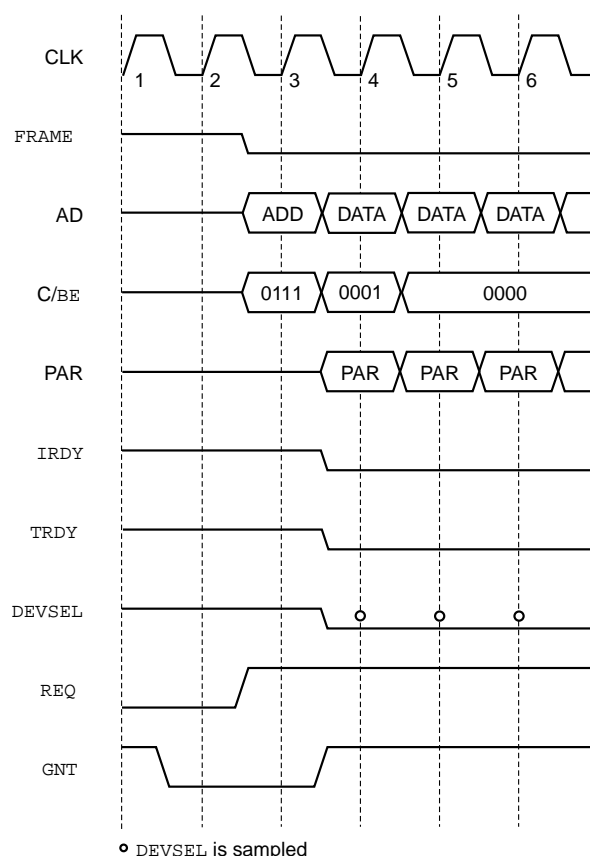 CLK
1 2 3 4 5 6
FRAME
AD ADD DATA DATA DATA
C/BE 0111 0001 0000
PAR PAR PAR PAR
IRDY
TRDY
DEVSEL
REQ
GNT
DEVSEL is sampled